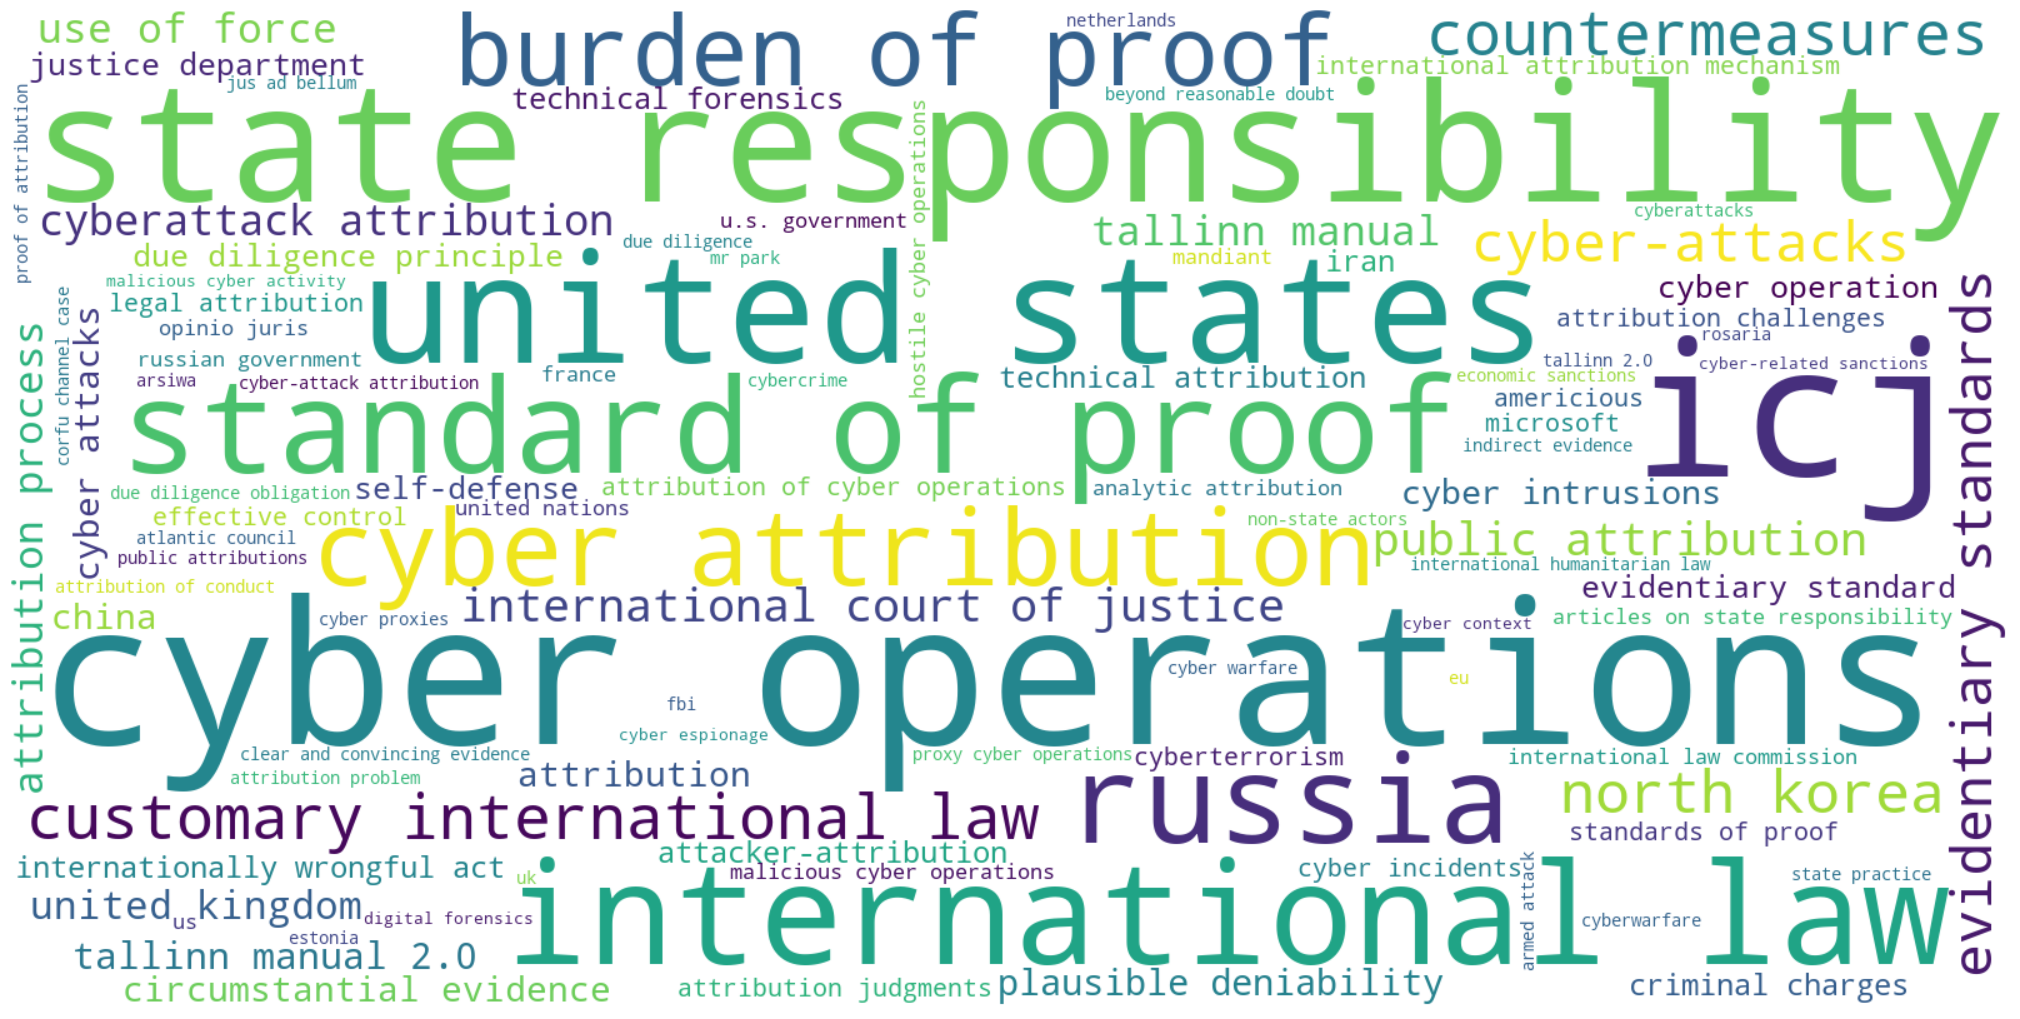 use of force
burden of proof
netherlands
countermeasures
justice department
international attribution mechanism
jus ad bellum
technical forensics
beyond reasonable doubt
proof of attribution
state responsibility
hostile cyber operations
cyberattack attribution
u.s. government
tallinn manual
cyberattacks
cyber-attacks
due diligence
due diligence principle
mr park
mandiant
iran
malicious cyber activity
legal attribution
united states
cyber operation
evidentiary standards
corfu channel case
cyber attacks
attribution process
opinio juris
attribution challenges
rosaria
russian government
france
tallinn 2.0
cyber-related sanctions
arsiwa
cyber-attack attribution
cybercrime
technical attribution
economic sanctions
icj
standard of proof
americious
microsoft
indirect evidence
due diligence obligation
self-defense
attribution of cyber operations
analytic attribution
cyber intrusions
effective control
united nations
non-state actors
atlantic council
public attributions
cyber attribution
public attribution
international humanitarian law
attribution of conduct
evidentiary standard
china
cyber proxies
international court of justice
cyber context
articles on state responsibility
cyber operations
cyber warfare
eu
fbi
cyber espionage
clear and convincing evidence
proxy cyber operations
cyberterrorism
international law commission
attribution problem
attribution
russia
north korea
customary international law
standards of proof
attacker-attribution
internationally wrongful act
uk
malicious cyber operations
cyber incidents
armed attack
state practice
united kingdom
us
digital forensics
international law
cyberwarfare
estonia
tallinn manual 2.0
circumstantial evidence
attribution judgments
plausible deniability
criminal charges